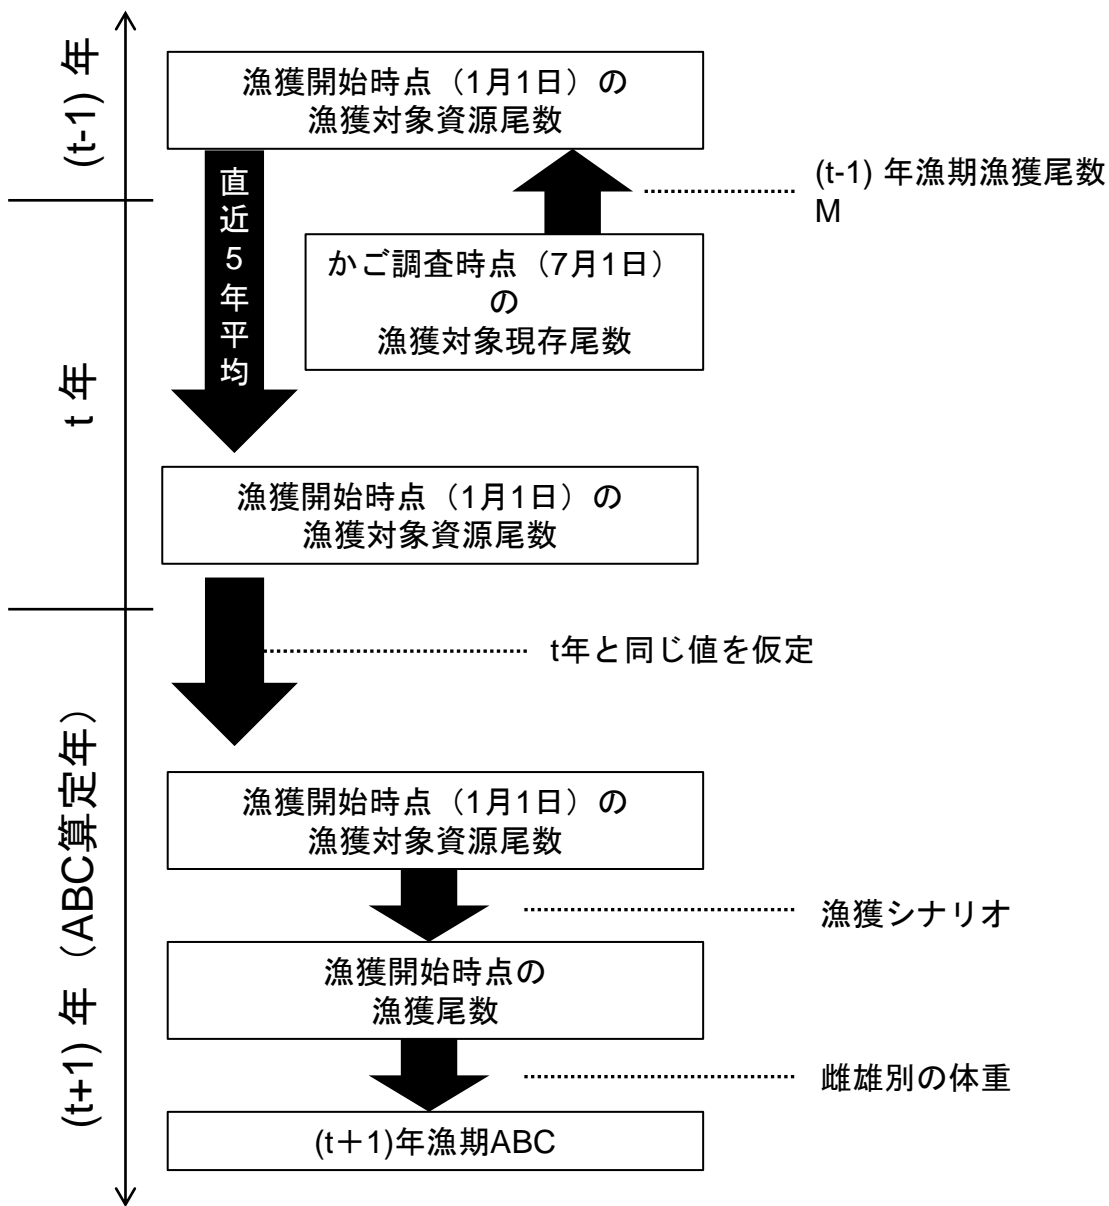 (t-1) 年
漁獲開始時点（1月1日）の
漁獲対象資源尾数
直近5年平均
(t-1) 年漁期漁獲尾数
M
かご調査時点（7月1日）
の
漁獲対象現存尾数
t 年
漁獲開始時点（1月1日）の
漁獲対象資源尾数
t年と同じ値を仮定
(t+1) 年（ABC算定年）
漁獲開始時点（1月1日）の
漁獲対象資源尾数
漁獲シナリオ
漁獲開始時点の
漁獲尾数
雌雄別の体重
(t＋1)年漁期ABC